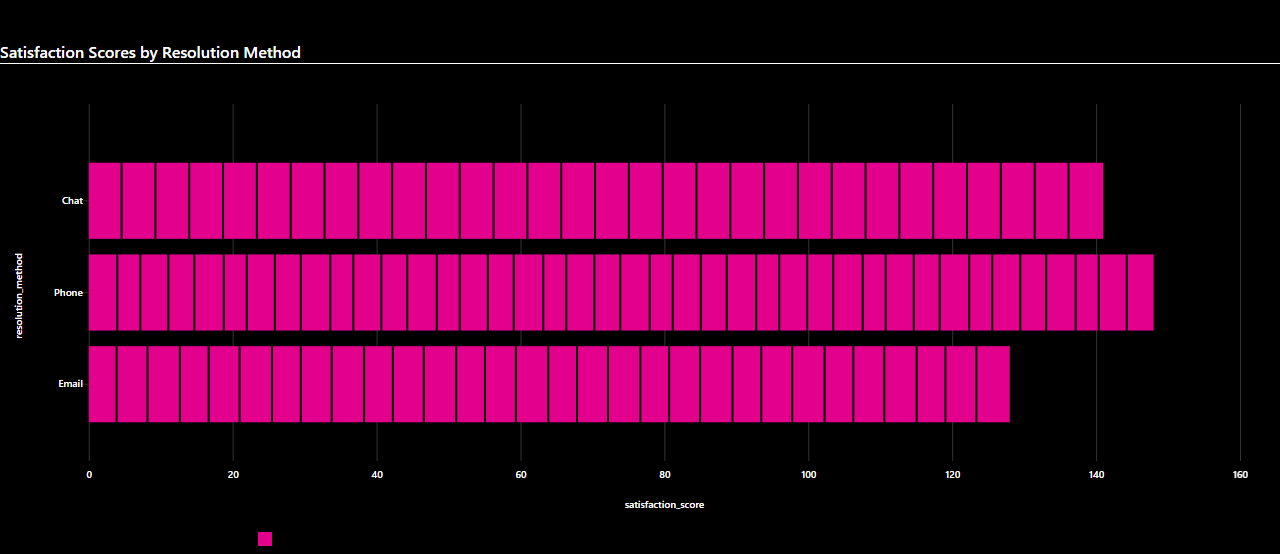 Satisfaction Scores by Resolution Method
Chat
Phone
Email
resolution_method
0 20 40 60 80 100 120 140 160
satisfaction_score